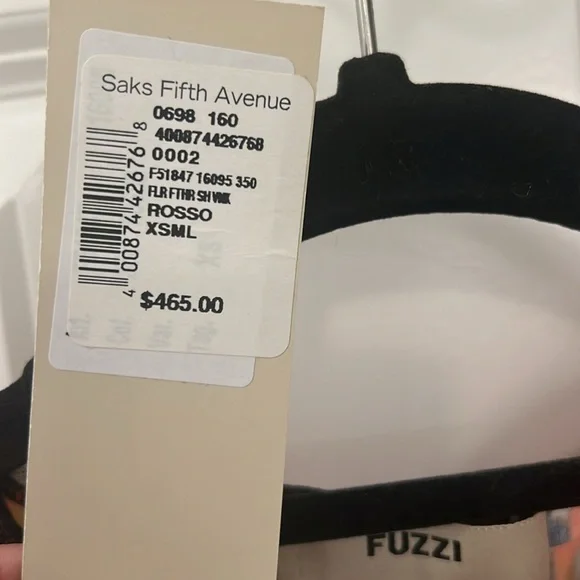 Saks Fifth Avenue
0698 160
400874426768
0002
F51847 16095 350
FLR FTHR SH VNK
ROSSO
XSML
4 00874 42676 8
$465.00
FUZZI